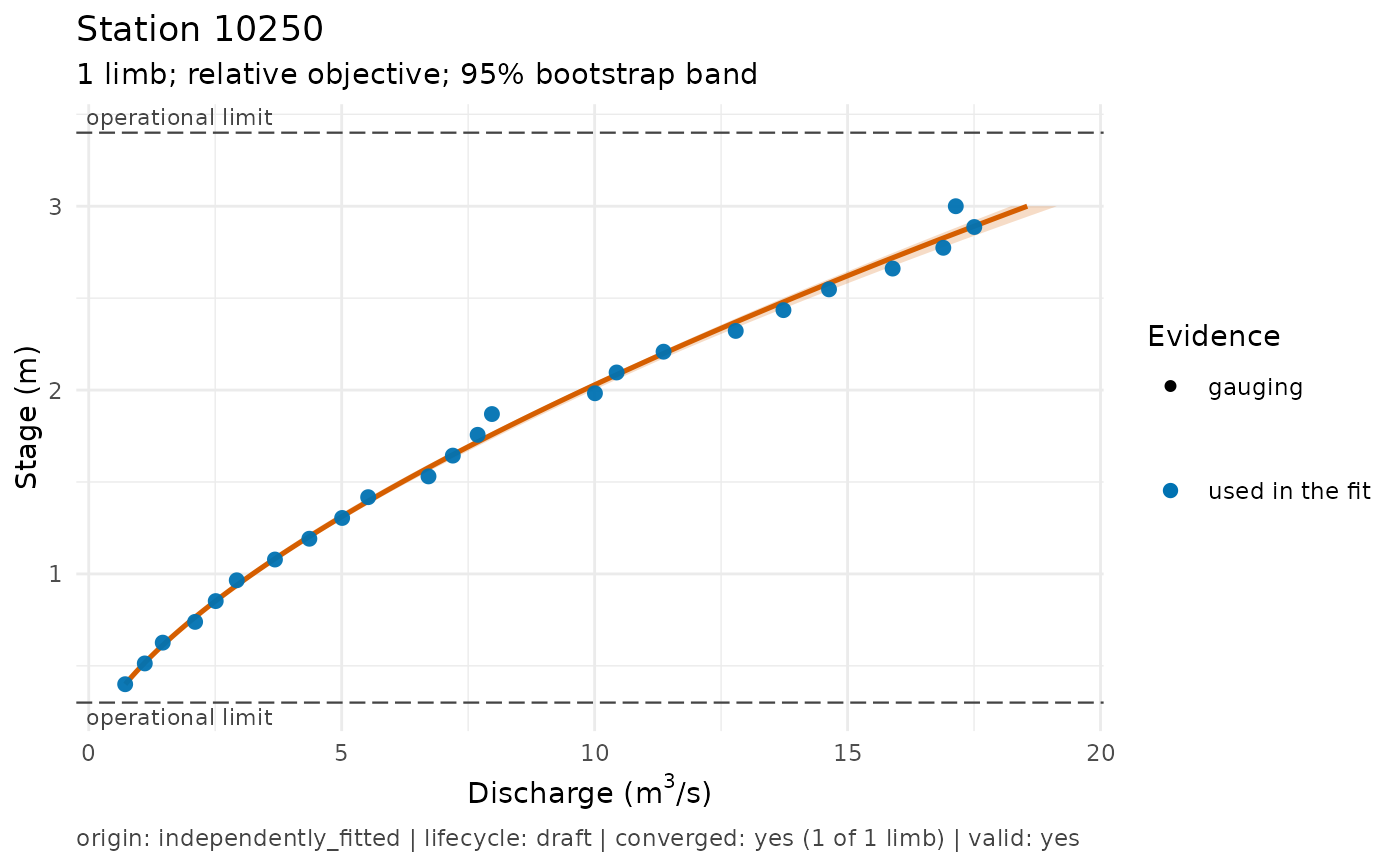 Station 10250
1 limb; relative objective; 95% bootstrap band
operational limit
3
2
1
Stage (m)
operational limit
0 5 10 15 20
Discharge (m³/s)
Evidence
gauging
used in the fit
origin: independently_fitted | lifecycle: draft | converged: yes (1 of 1 limb) | valid: yes